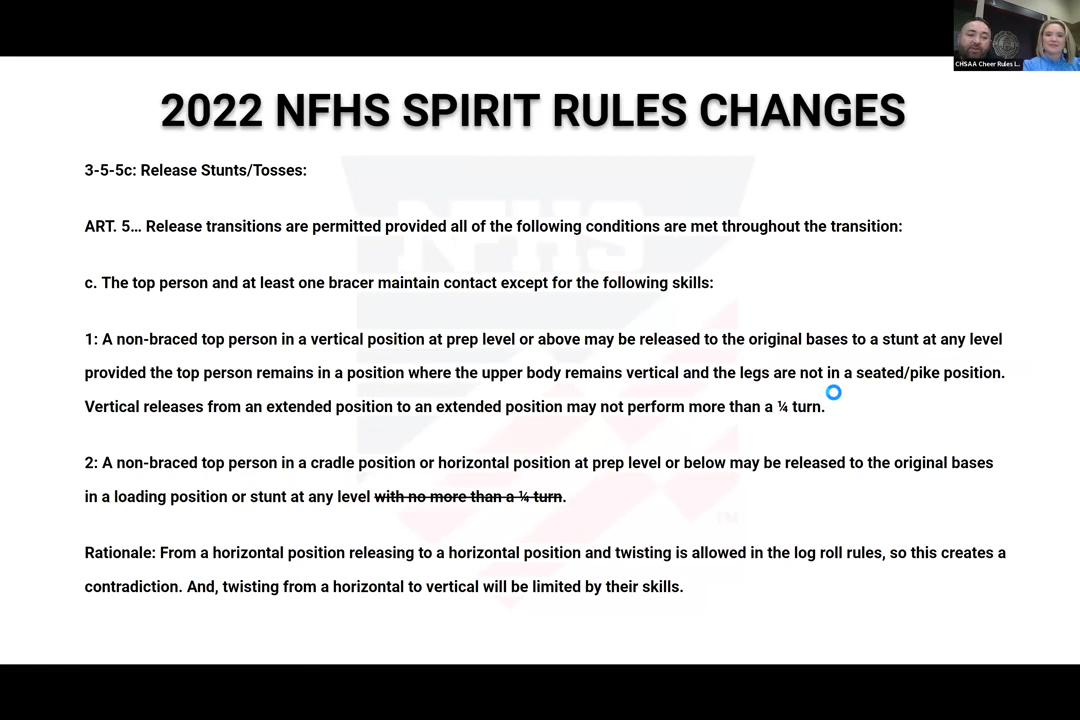 CHSAA Cheer Rules I...
2022 NFHS SPIRIT RULES CHANGES
3-5-5c: Release Stunts/Tosses:
ART. 5... Release transitions are permitted provided all of the following conditions are met throughout the transition:
c. The top person and at least one bracer maintain contact except for the following skills:
1: A non-braced top person in a vertical position at prep level or above may be released to the original bases to a stunt at any level
provided the top person remains in a position where the upper body remains vertical and the legs are not in a seated/pike position.
Vertical releases from an extended position to an extended position may not perform more than a ¼ turn.
2: A non-braced top person in a cradle position or horizontal position at prep level or below may be released to the original bases
in a loading position or stunt at any level with no more than a ¼ turn.
Rationale: From a horizontal position releasing to a horizontal position and twisting is allowed in the log roll rules, so this creates a
contradiction. And, twisting from a horizontal to vertical will be limited by their skills.
NFHS
TM